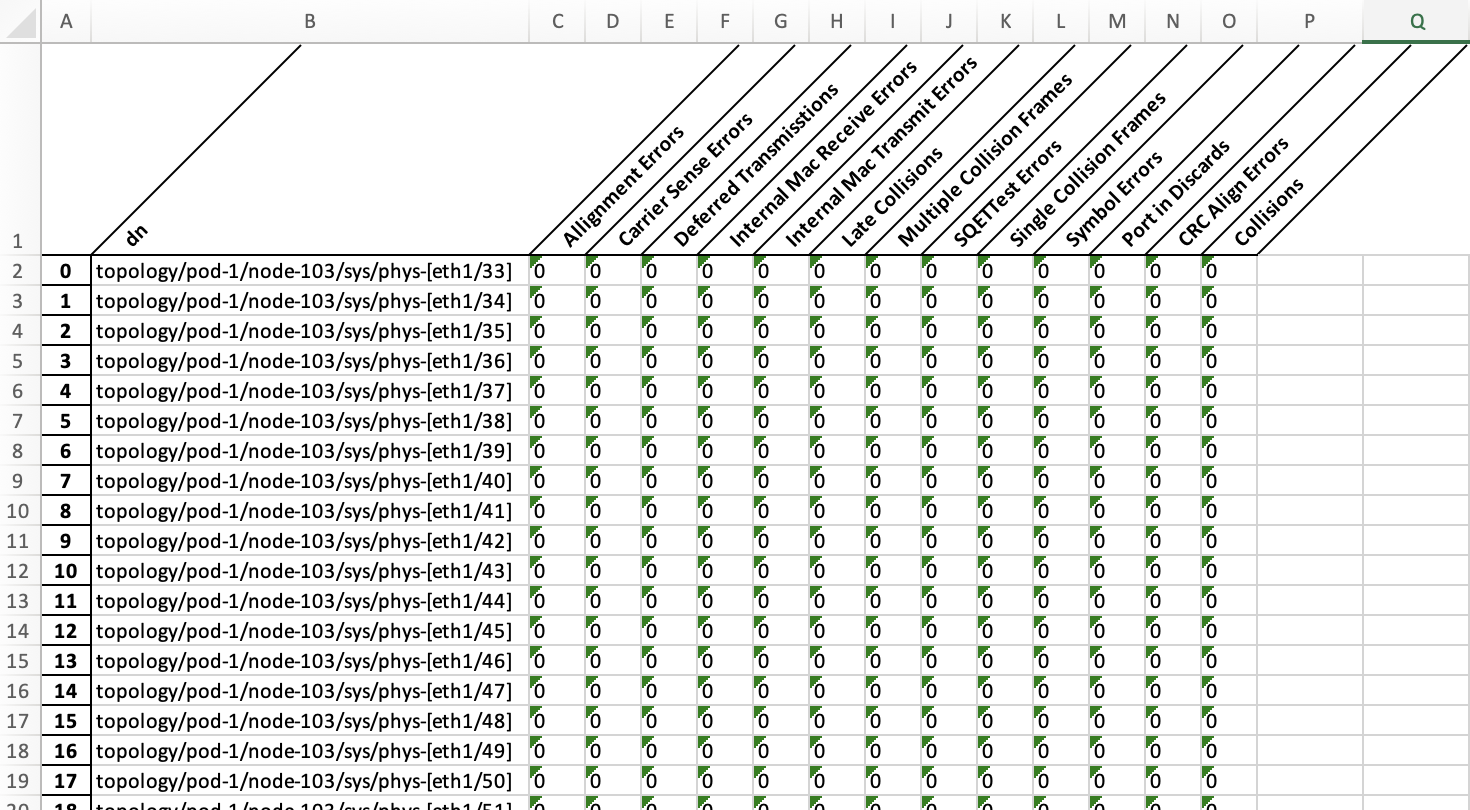 A B C D E F G H I J K L M N O P Q
1 dn Allignment Errors Carrier Sense Errors Deferred Transmisstions Internal Mac Receive Errors Internal Mac Transmit Errors Late Collisions Multiple Collision Frames SQETTest Errors Single Collision Frames Symbol Errors Port in Discards CRC Align Errors Collisions
2 0 topology/pod-1/node-103/sys/phys-[eth1/33] 0 0 0 0 0 0 0 0 0 0 0 0 0
3 1 topology/pod-1/node-103/sys/phys-[eth1/34] 0 0 0 0 0 0 0 0 0 0 0 0 0
4 2 topology/pod-1/node-103/sys/phys-[eth1/35] 0 0 0 0 0 0 0 0 0 0 0 0 0
5 3 topology/pod-1/node-103/sys/phys-[eth1/36] 0 0 0 0 0 0 0 0 0 0 0 0 0
6 4 topology/pod-1/node-103/sys/phys-[eth1/37] 0 0 0 0 0 0 0 0 0 0 0 0 0
7 5 topology/pod-1/node-103/sys/phys-[eth1/38] 0 0 0 0 0 0 0 0 0 0 0 0 0
8 6 topology/pod-1/node-103/sys/phys-[eth1/39] 0 0 0 0 0 0 0 0 0 0 0 0 0
9 7 topology/pod-1/node-103/sys/phys-[eth1/40] 0 0 0 0 0 0 0 0 0 0 0 0 0
10 8 topology/pod-1/node-103/sys/phys-[eth1/41] 0 0 0 0 0 0 0 0 0 0 0 0 0
11 9 topology/pod-1/node-103/sys/phys-[eth1/42] 0 0 0 0 0 0 0 0 0 0 0 0 0
12 10 topology/pod-1/node-103/sys/phys-[eth1/43] 0 0 0 0 0 0 0 0 0 0 0 0 0
13 11 topology/pod-1/node-103/sys/phys-[eth1/44] 0 0 0 0 0 0 0 0 0 0 0 0 0
14 12 topology/pod-1/node-103/sys/phys-[eth1/45] 0 0 0 0 0 0 0 0 0 0 0 0 0
15 13 topology/pod-1/node-103/sys/phys-[eth1/46] 0 0 0 0 0 0 0 0 0 0 0 0 0
16 14 topology/pod-1/node-103/sys/phys-[eth1/47] 0 0 0 0 0 0 0 0 0 0 0 0 0
17 15 topology/pod-1/node-103/sys/phys-[eth1/48] 0 0 0 0 0 0 0 0 0 0 0 0 0
18 16 topology/pod-1/node-103/sys/phys-[eth1/49] 0 0 0 0 0 0 0 0 0 0 0 0 0
19 17 topology/pod-1/node-103/sys/phys-[eth1/50] 0 0 0 0 0 0 0 0 0 0 0 0 0
20 18 topology/pod-1/node-103/sys/phys-[eth1/51] 0 0 0 0 0 0 0 0 0 0 0 0 0